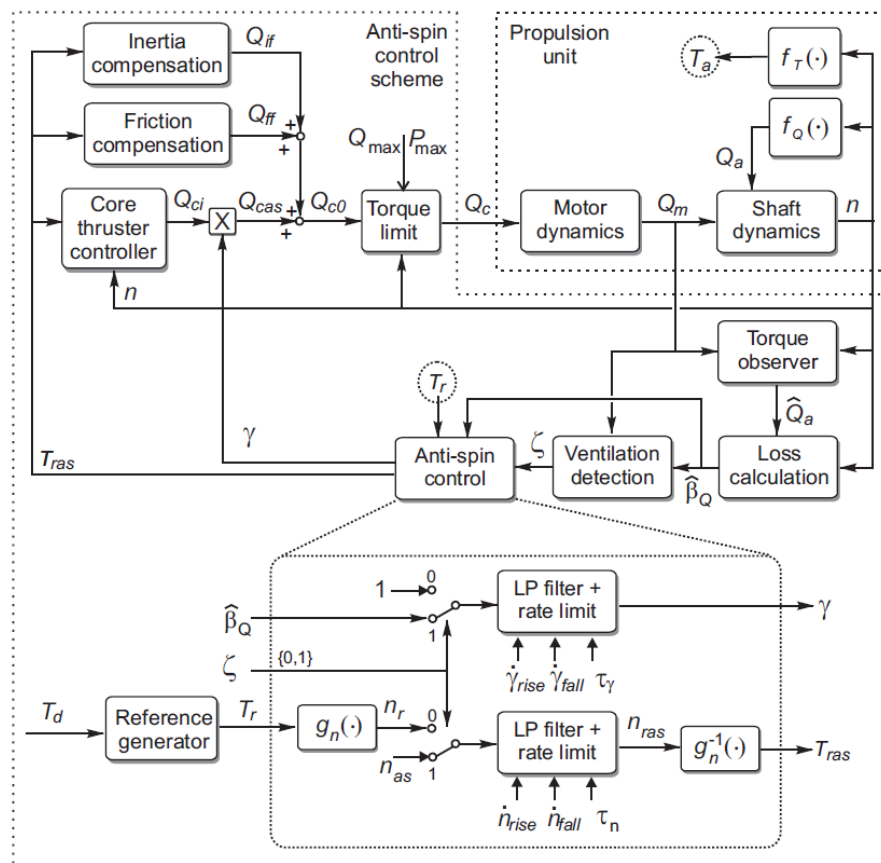 Inertia
compensation
Q_if
Anti-spin
control
scheme
Propulsion
unit
T_a
f_T(·)
Friction
compensation
Q_ff
+
+
Q_max
P_max
f_Q(·)
Q_a
Core
thruster
controller
Q_ci
X
Q_cas
+
+
Q_c0
Torque
limit
Q_c
Motor
dynamics
Q_m
Shaft
dynamics
n
n
Torque
observer
T_r
Q̂_a
γ
T_ras
Anti-spin
control
ζ
Ventilation
detection
β̂_Q
Loss
calculation
1
0
LP filter +
rate limit
γ
β̂_Q
1
ζ
{0,1}
γ̇_rise
γ̇_fall
τ_γ
T_d
Reference
generator
T_r
g_n(·)
n_r
0
LP filter +
rate limit
n_ras
g_n^-1(·)
T_ras
n_as
1
ṅ_rise
ṅ_fall
τ_n